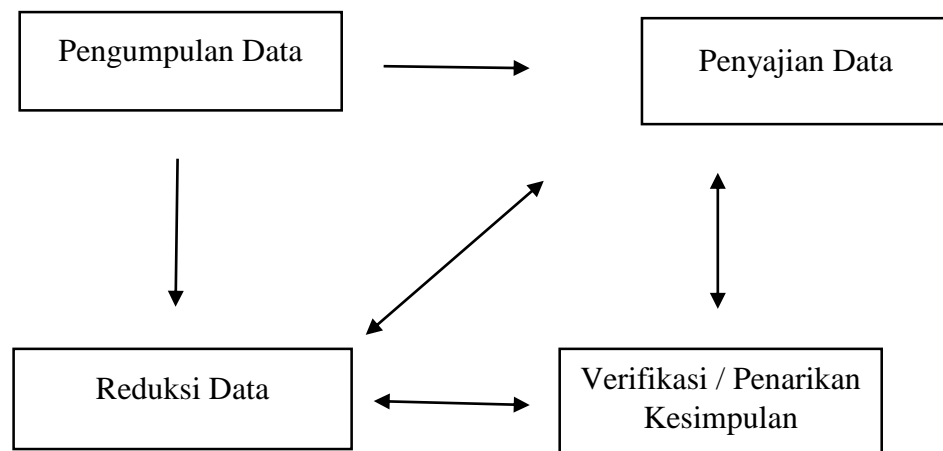 Pengumpulan Data
Penyajian Data
Reduksi Data
Verifikasi / Penarikan
Kesimpulan